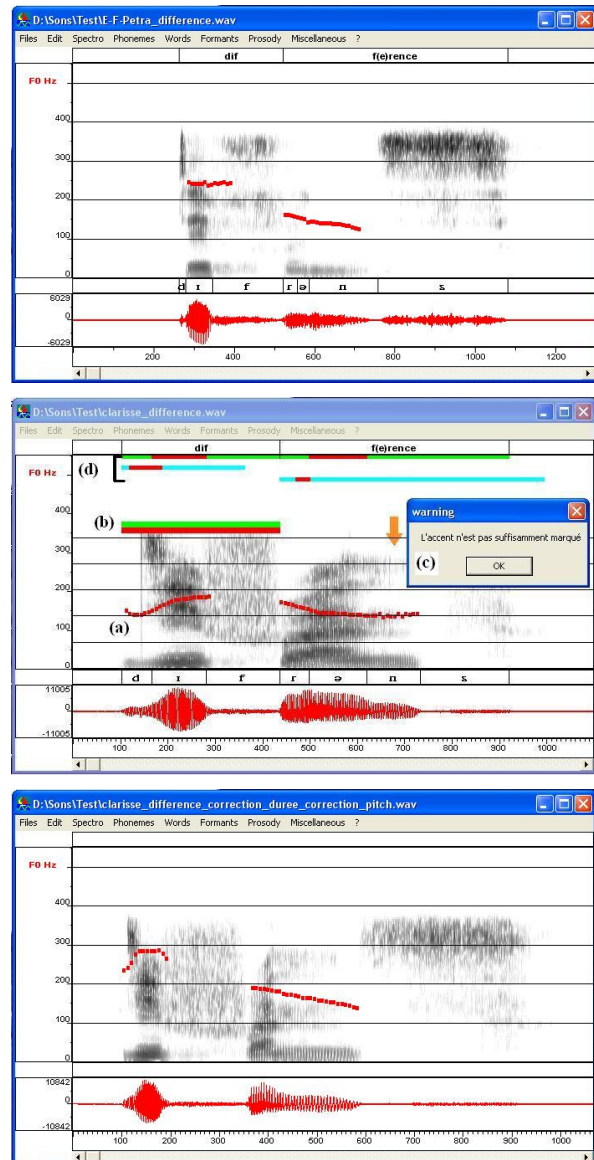 D:\Sons\Test\E-F-Petra_difference.wav
Files Edit Spectro Phonemes Words Formants Prosody Miscellaneous ?
dif f(e)rence
F0 Hz
400
300
200
100
0
d ɪ f r ə n s
6029
0
-6029
200 400 600 800 1000 1200
D:\Sons\Test\clarisse_difference.wav
Files Edit Spectro Phonemes Words Formants Prosody Miscellaneous ?
dif f(e)rence
(d)
F0 Hz
warning
L'accent n'est pas suffisamment marqué
(b)
(c) OK
400
300
200
(a)
100
0
d ɪ f r ə n s
11005
0
-11005
100 200 300 400 500 600 700 800 900 1000
D:\Sons\Test\clarisse_difference_correction_duree_correction_pitch.wav
Files Edit Spectro Phonemes Words Formants Prosody Miscellaneous ?
F0 Hz
400
300
200
100
0
10842
0
-10842
100 200 300 400 500 600 700 800 900 1000